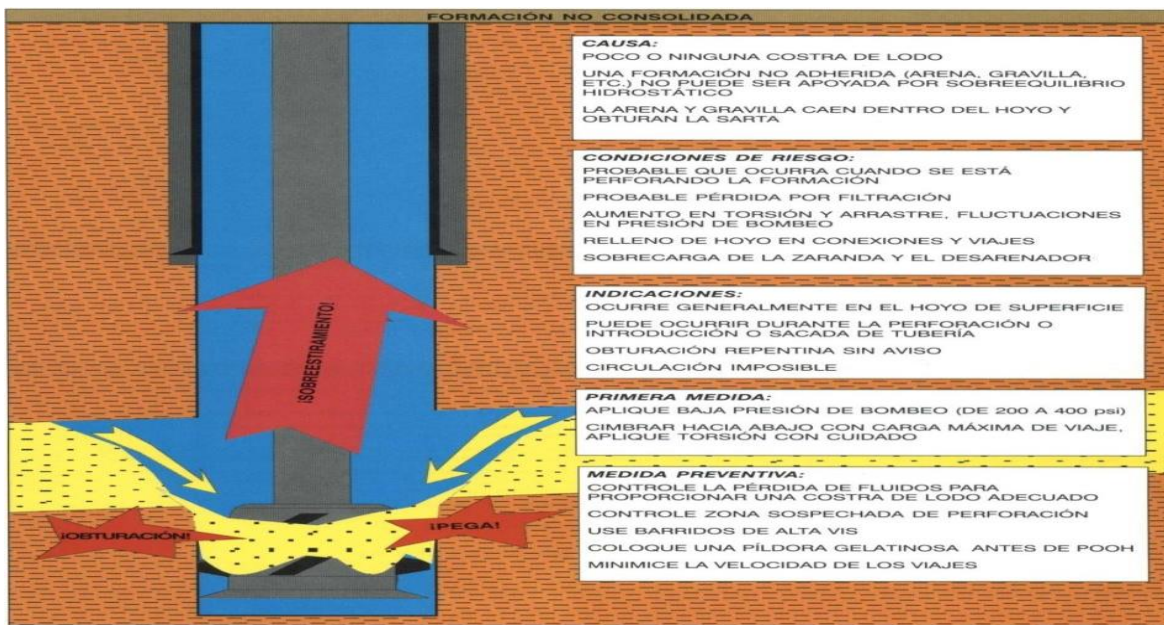 FORMACIÓN NO CONSOLIDADA
CAUSA:
POCO O NINGUNA COSTRA DE LODO
UNA FORMACIÓN NO ADHERIDA (ARENA, GRAVILLA,
ETC.) NO PUEDE SER APOYADA POR SOBREEQUILIBRIO
HIDROSTÁTICO
LA ARENA Y GRAVILLA CAEN DENTRO DEL HOYO Y
OBTURAN LA SARTA
CONDICIONES DE RIESGO:
PROBABLE QUE OCURRA CUANDO SE ESTÁ
PERFORANDO LA FORMACIÓN
PROBABLE PÉRDIDA POR FILTRACIÓN
AUMENTO EN TORSIÓN Y ARRASTRE, FLUCTUACIONES
EN PRESIÓN DE BOMBEO
RELLENO DE HOYO EN CONEXIONES Y VIAJES
SOBRECARGA DE LA ZARANDA Y EL DESARENADOR
INDICACIONES:
OCURRE GENERALMENTE EN EL HOYO DE SUPERFICIE
PUEDE OCURRIR DURANTE LA PERFORACIÓN O
INTRODUCCIÓN O SACADA DE TUBERÍA
OBTURACIÓN REPENTINA SIN AVISO
CIRCULACIÓN IMPOSIBLE
PRIMERA MEDIDA:
APLIQUE BAJA PRESIÓN DE BOMBEO (DE 200 A 400 psi)
CIMBRAR HACIA ABAJO CON CARGA MÁXIMA DE VIAJE,
APLIQUE TORSIÓN CON CUIDADO
MEDIDA PREVENTIVA:
CONTROLE LA PÉRDIDA DE FLUIDOS PARA
PROPORCIONAR UNA COSTRA DE LODO ADECUADO
CONTROLE ZONA SOSPECHADA DE PERFORACIÓN
USE BARRIDOS DE ALTA VIS
COLOQUE UNA PÍLDORA GELATINOSA ANTES DE POOH
MINIMICE LA VELOCIDAD DE LOS VIAJES
¡SOBREESTIRAMIENTO!
¡OBTURACIÓN!
¡PEGA!